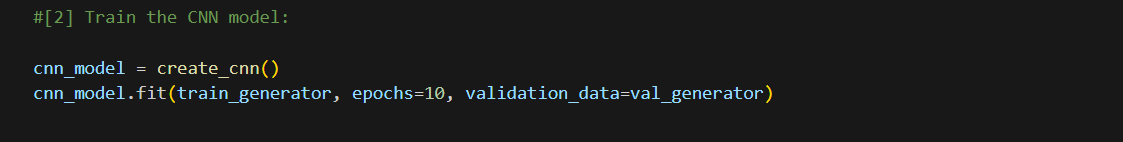 #[2] Train the CNN model:
cnn_model = create_cnn()
cnn_model.fit(train_generator, epochs=10, validation_data=val_generator)